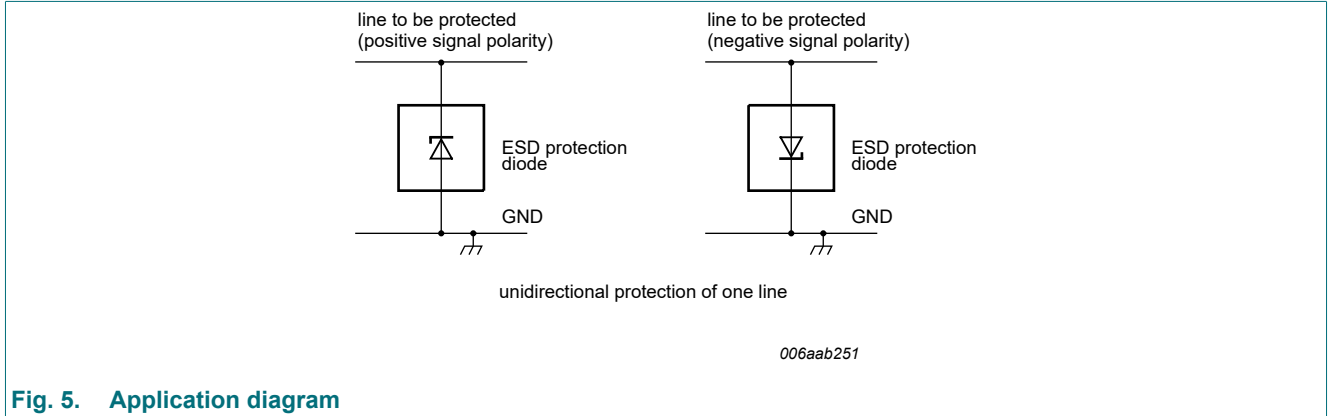 line to be protected
(positive signal polarity)
ESD protection
diode
GND
line to be protected
(negative signal polarity)
ESD protection
diode
GND
unidirectional protection of one line
006aab251
Fig. 5. Application diagram